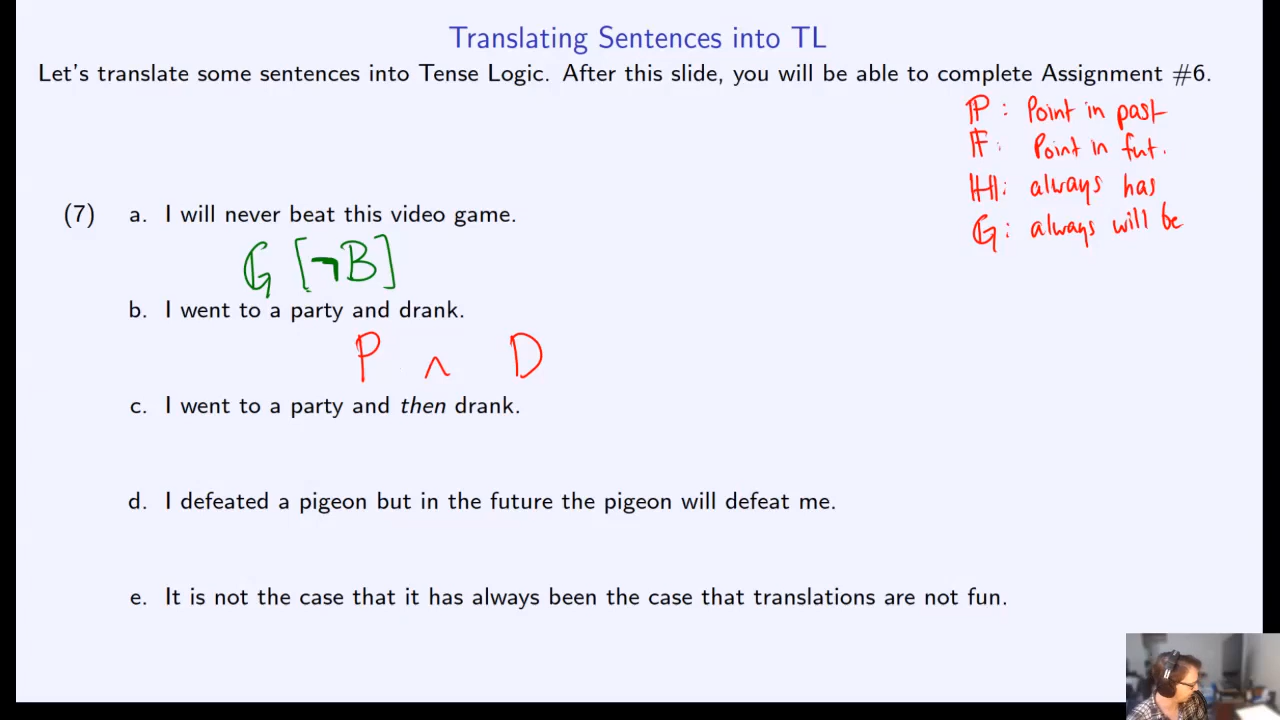 Translating Sentences into TL
Let's translate some sentences into Tense Logic. After this slide, you will be able to complete Assignment #6.
ℙ : Point in past
𝔽: Point in fut.
ℍ: always has
𝔾: always will be
(7) a. I will never beat this video game.
𝔾 [¬B]
b. I went to a party and drank.
P ∧ D
c. I went to a party and then drank.
d. I defeated a pigeon but in the future the pigeon will defeat me.
e. It is not the case that it has always been the case that translations are not fun.